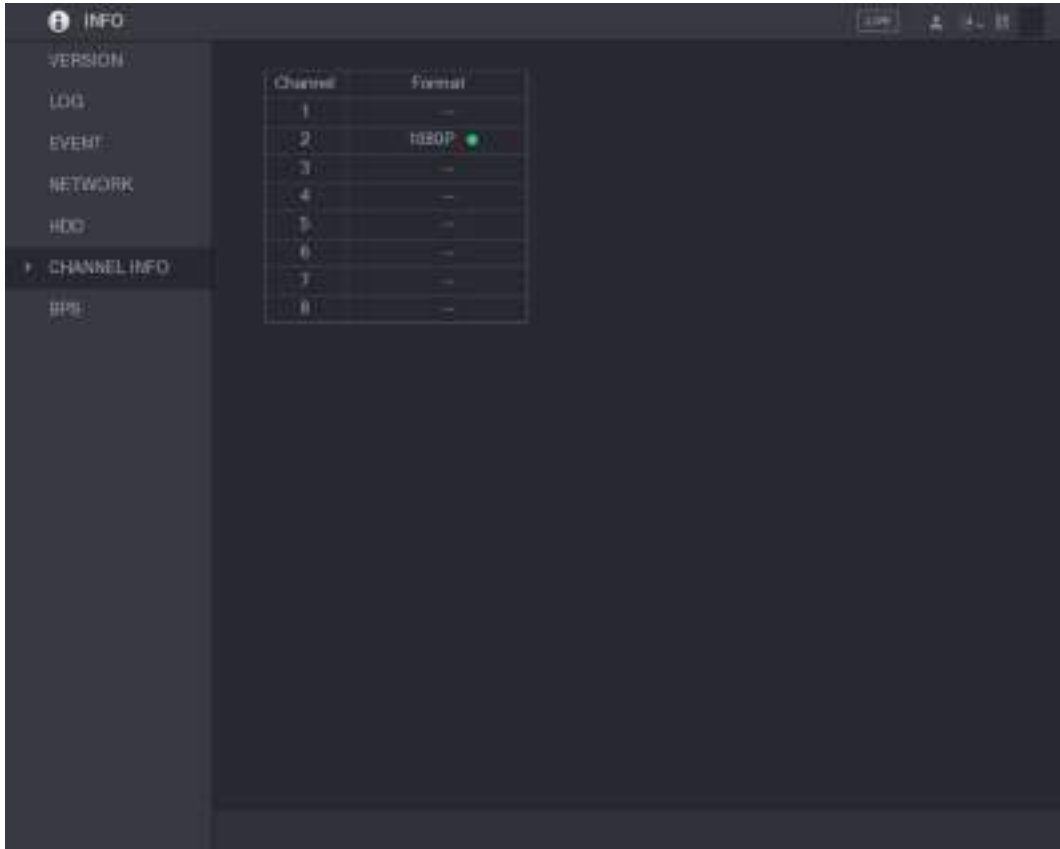 INFO
VERSION
LOG
EVENT
NETWORK
HDD
CHANNEL INFO
BPS
Channel Format
1 --
2 1080P
3 --
4 --
5 --
6 --
7 --
8 --